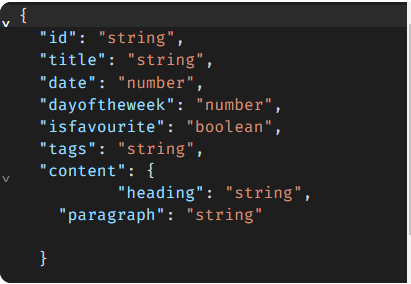 {
"id": "string",
"title": "string",
"date": "number",
"dayoftheweek": "number",
"isfavourite": "boolean",
"tags": "string",
"content": {
"heading": "string",
"paragraph": "string"
}